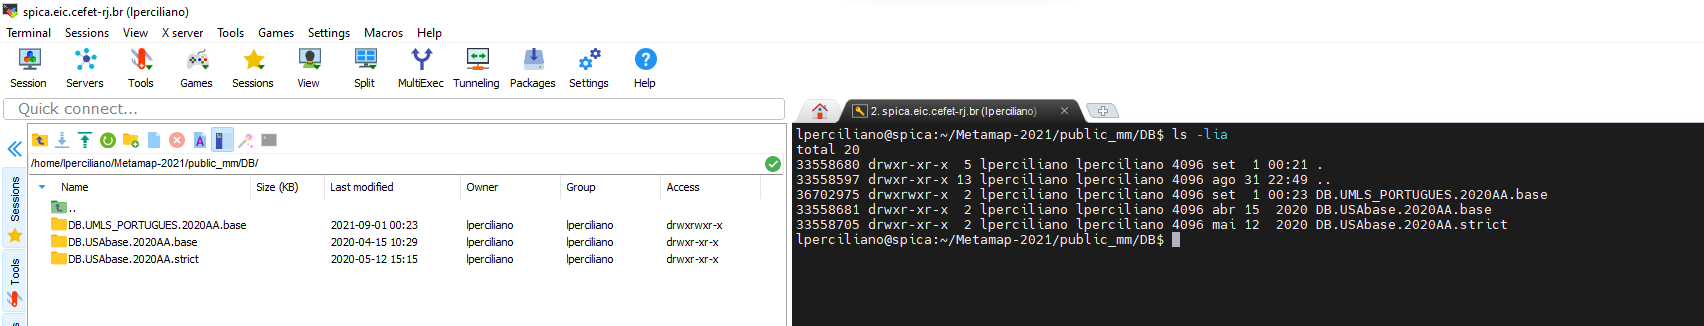 spica.eic.cefet-rj.br (lperciliano)
Terminal Sessions View X server Tools Games Settings Macros Help
Session Servers Tools Games Sessions View Split MultiExec Tunneling Packages Settings Help
Quick connect...
2. spica.eic.cefet-rj.br (lperciliano)
/home/lperciliano/Metamap-2021/public_mm/DB/
Name Size (KB) Last modified Owner Group Access
..
DB.UMLS_PORTUGUES.2020AA.base 2021-09-01 00:23 lperciliano lperciliano drwxrwxr-x
DB.USAbase.2020AA.base 2020-04-15 10:29 lperciliano lperciliano drwxr-xr-x
DB.USAbase.2020AA.strict 2020-05-12 15:15 lperciliano lperciliano drwxr-xr-x
Sessions
Tools
lperciliano@spica:~/Metamap-2021/public_mm/DB$ ls -lia
total 20
33558680 drwxr-xr-x 5 lperciliano lperciliano 4096 set 1 00:21 .
33558597 drwxr-xr-x 13 lperciliano lperciliano 4096 ago 31 22:49 ..
36702975 drwxrwxr-x 2 lperciliano lperciliano 4096 set 1 00:23 DB.UMLS_PORTUGUES.2020AA.base
33558681 drwxr-xr-x 2 lperciliano lperciliano 4096 abr 15 2020 DB.USAbase.2020AA.base
33558705 drwxr-xr-x 2 lperciliano lperciliano 4096 mai 12 2020 DB.USAbase.2020AA.strict
lperciliano@spica:~/Metamap-2021/public_mm/DB$